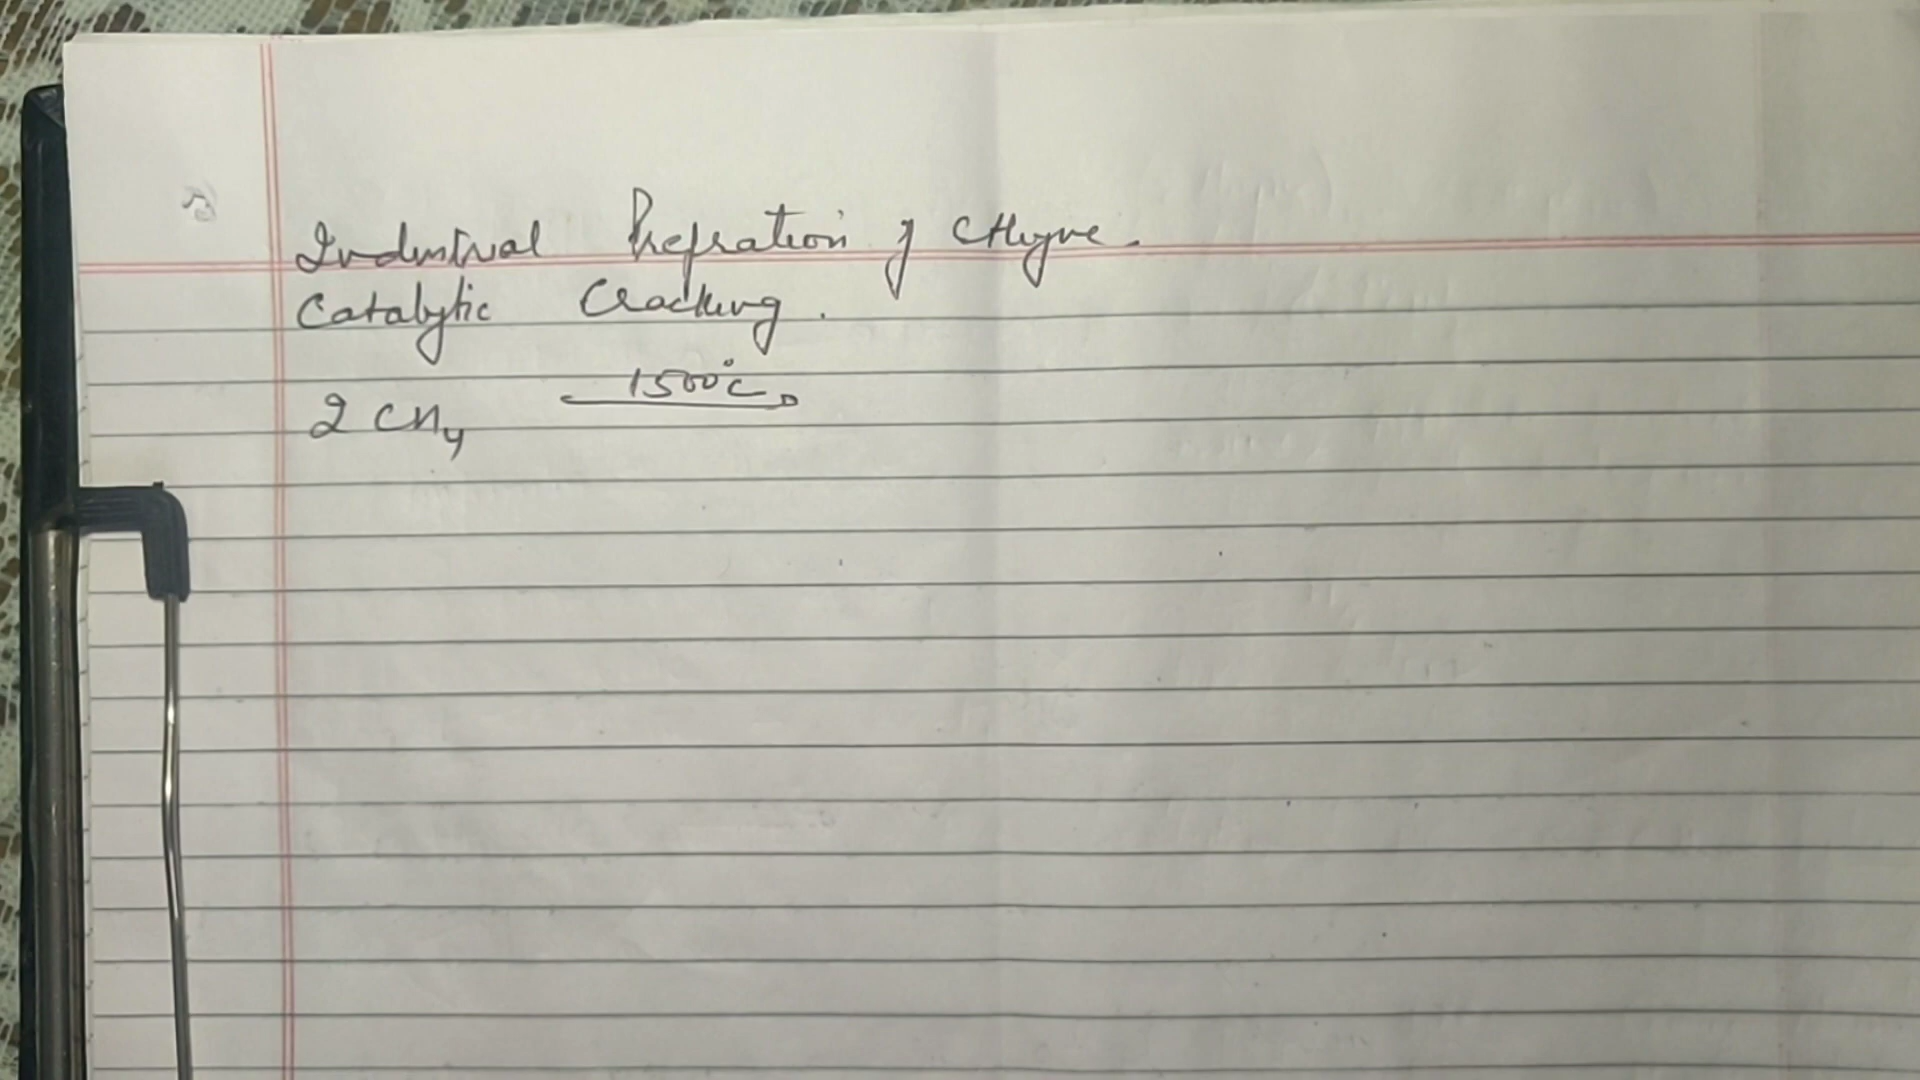 Industrial Prepration of Ethyne.
Catalytic Cracking.
1500°C
2 CH4